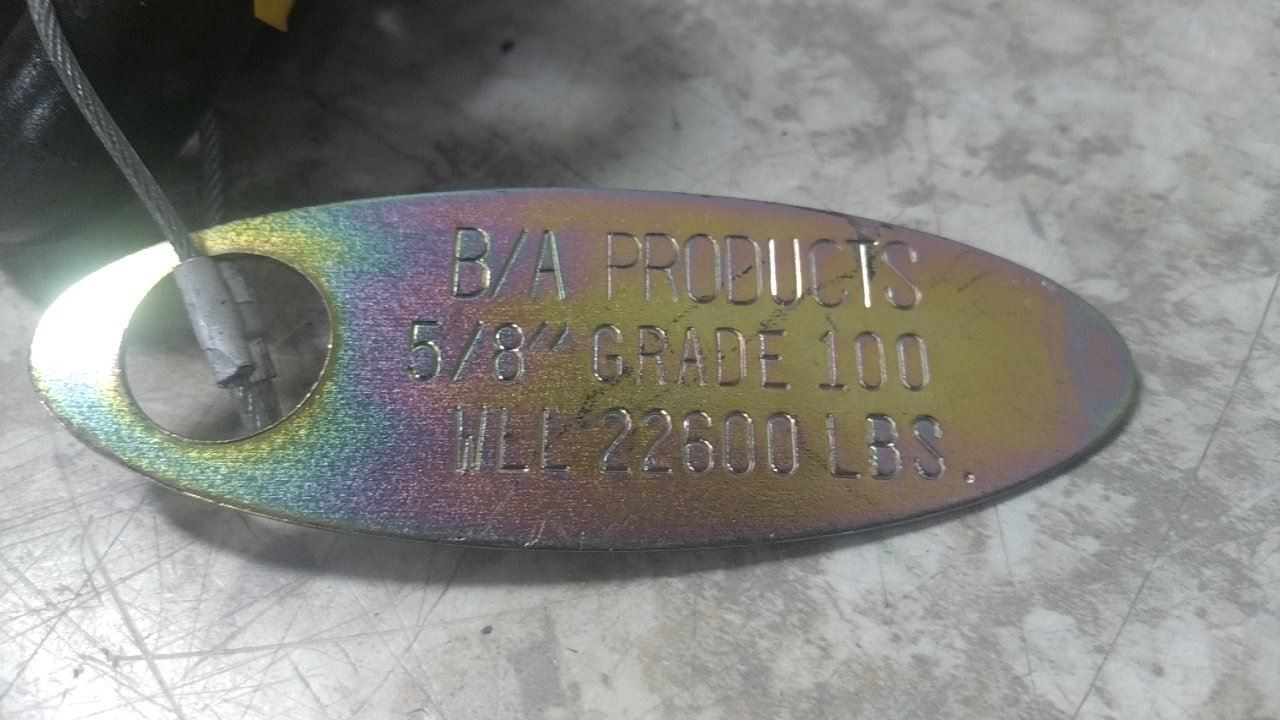 B/A PRODUCTS
5/8" GRADE 100
WLL 22600 LBS.